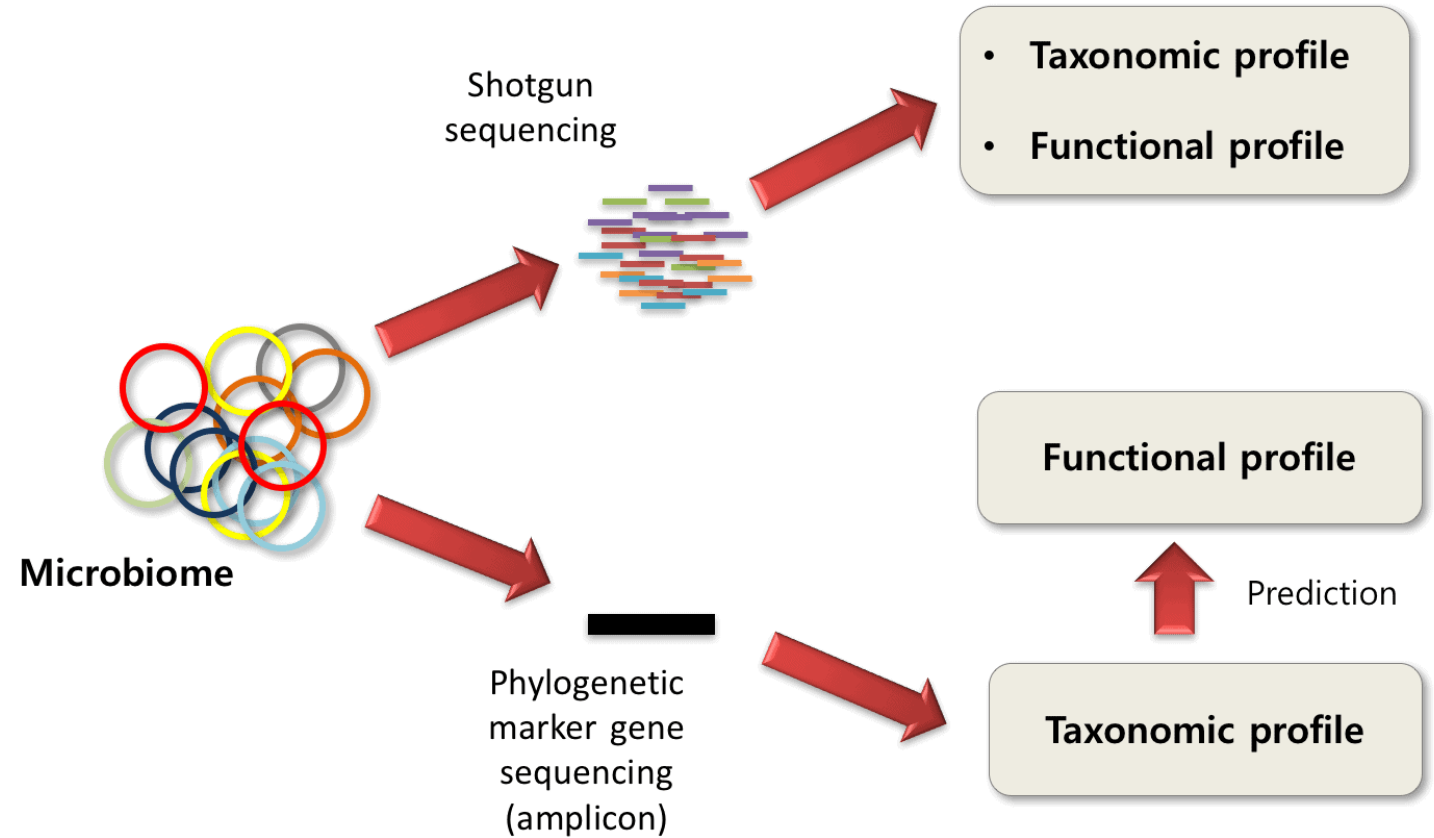 Shotgun
sequencing
• Taxonomic profile
• Functional profile
Microbiome
Phylogenetic
marker gene
sequencing
(amplicon)
Functional profile
Prediction
Taxonomic profile